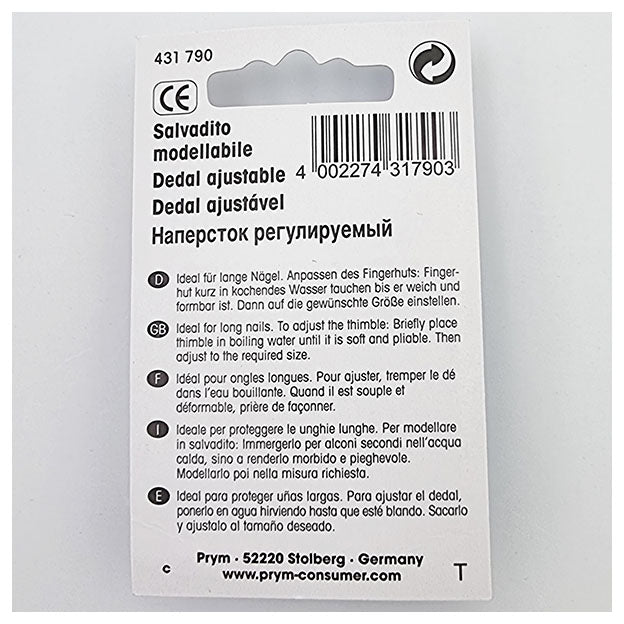 431 790
CE
Salvadito
modellabile
Dedal ajustable
Dedal ajustável
Наперсток регулируемый
4 002274 317903
D Ideal für lange Nägel. Anpassen des Fingerhuts: Finger-
hut kurz in kochendes Wasser tauchen bis er weich und
formbar ist. Dann auf die gewünschte Größe einstellen.
GB Ideal for long nails. To adjust the thimble: Briefly place
thimble in boiling water until it is soft and pliable. Then
adjust to the required size.
F Idéal pour ongles longues. Pour ajuster, tremper le dé
dans l'eau bouillante. Quand il est souple et
déformable, prière de façonner.
I Ideale per proteggere le unghie lunghe. Per modellare
in salvadito: Immergerlo per alconi secondi nell'acqua
calda, sino a renderlo morbido e pieghevole.
Modellarlo poi nella misura richiesta.
E Ideal para proteger uñas largas. Para ajustar el dedal,
ponerlo en agua hirviendo hasta que esté blando. Sacarlo
y ajustalo al tamaño deseado.
Prym · 52220 Stolberg · Germany
www.prym-consumer.com
c
T